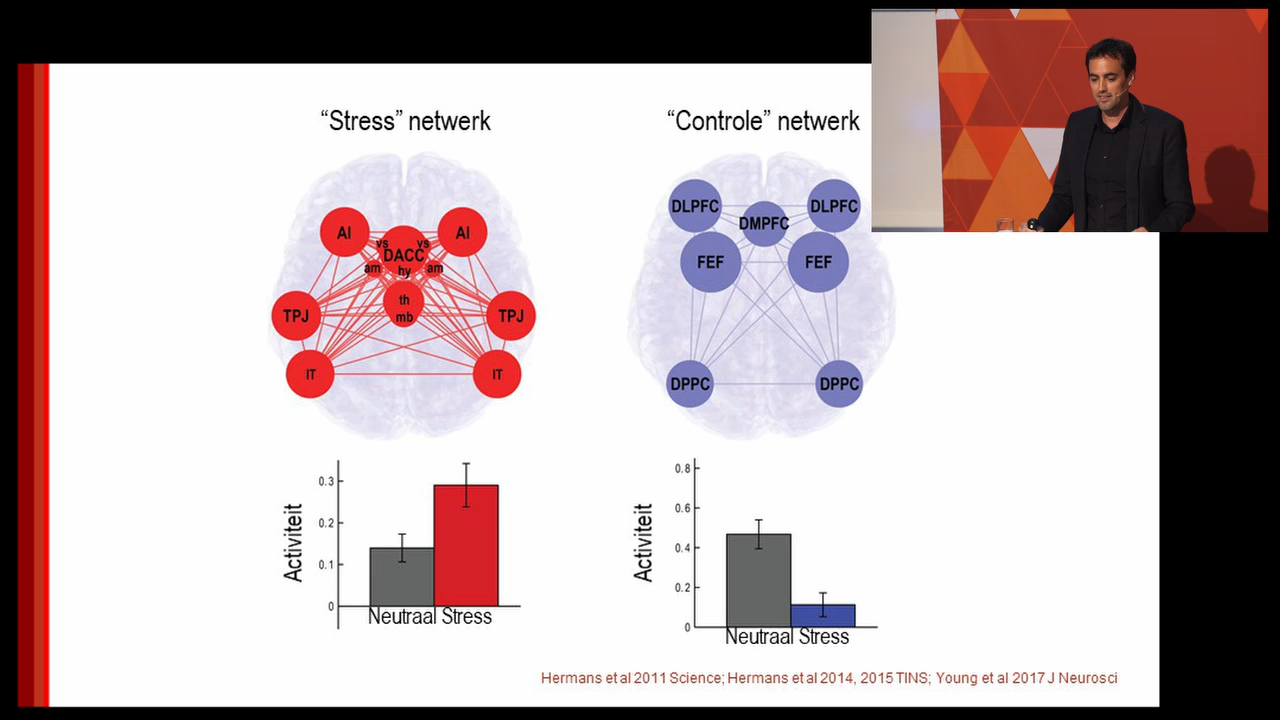 “Stress” netwerk
“Controle” netwerk
AI
AI
vs
vs
DACC
am
am
hy
TPJ
TPJ
th
mb
IT
IT
DLPFC
DLPFC
DMPFC
FEF
FEF
DPPC
DPPC
Activiteit
0.3
0.2
0.1
0
Neutraal Stress
Activiteit
0.8
0.6
0.4
0.2
0
Neutraal Stress
Hermans et al 2011 Science; Hermans et al 2014, 2015 TINS; Young et al 2017 J Neurosci